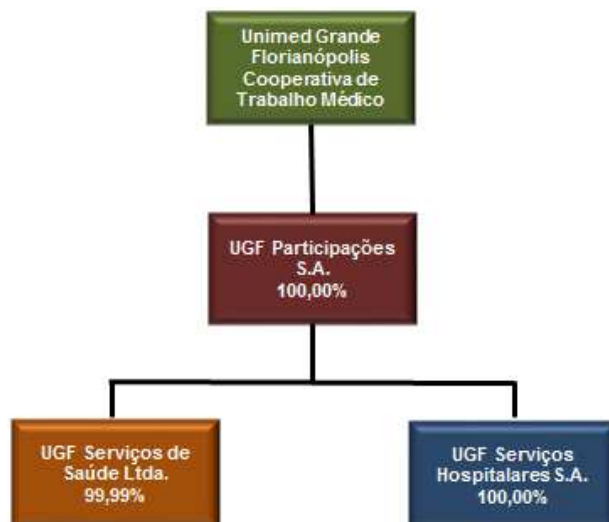 Unimed Grande
Florianópolis
Cooperativa de
Trabalho Médico
UGF Participações
S.A.
100,00%
UGF Serviços de
Saúde Ltda.
99,99%
UGF Serviços
Hospitalares S.A.
100,00%